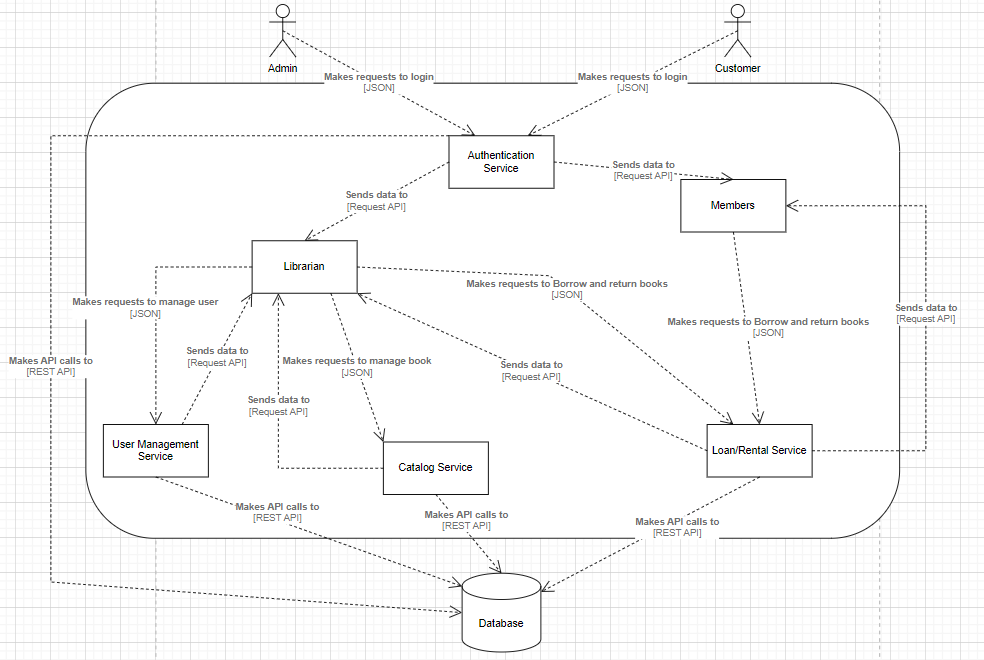 Admin
Customer
Makes requests to login
[JSON]
Makes requests to login
[JSON]
Authentication
Service
Sends data to
[Request API]
Members
Sends data to
[Request API]
Librarian
Makes requests to manage user
[JSON]
Makes requests to Borrow and return books
[JSON]
Sends data to
[Request API]
Makes requests to Borrow and return books
[JSON]
Makes API calls to
[REST API]
Sends data to
[Request API]
Makes requests to manage book
[JSON]
Sends data to
[Request API]
Sends data to
[Request API]
User Management
Service
Catalog Service
Loan/Rental Service
Makes API calls to
[REST API]
Makes API calls to
[REST API]
Makes API calls to
[REST API]
Database